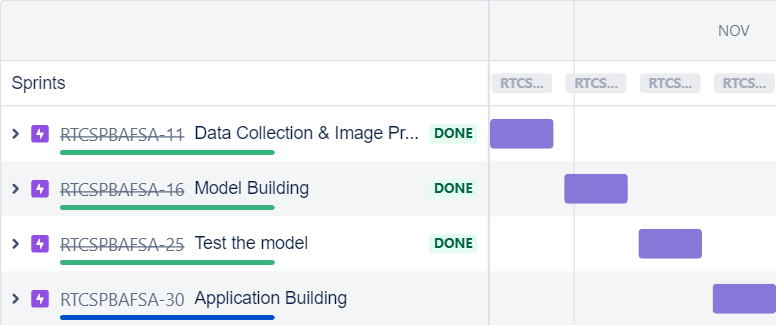 NOV
Sprints RTCS... RTCS... RTCS... RTCS...
RTCSPBAFSA-11 Data Collection & Image Pr... DONE
RTCSPBAFSA-16 Model Building DONE
RTCSPBAFSA-25 Test the model DONE
RTCSPBAFSA-30 Application Building